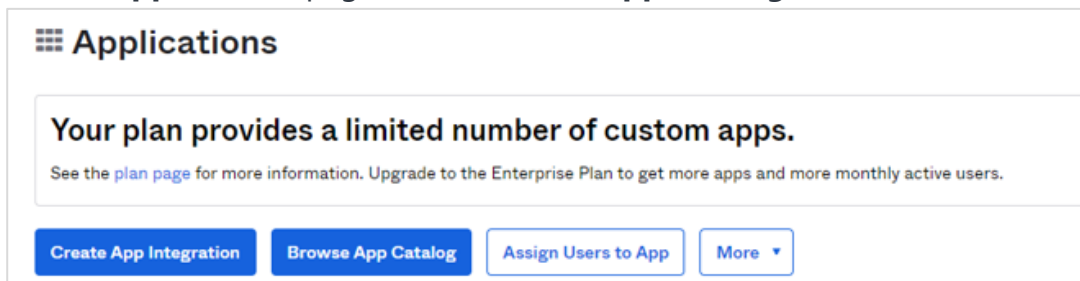 Applications
Your plan provides a limited number of custom apps.
See the plan page for more information. Upgrade to the Enterprise Plan to get more apps and more monthly active users.
Create App Integration Browse App Catalog Assign Users to App More